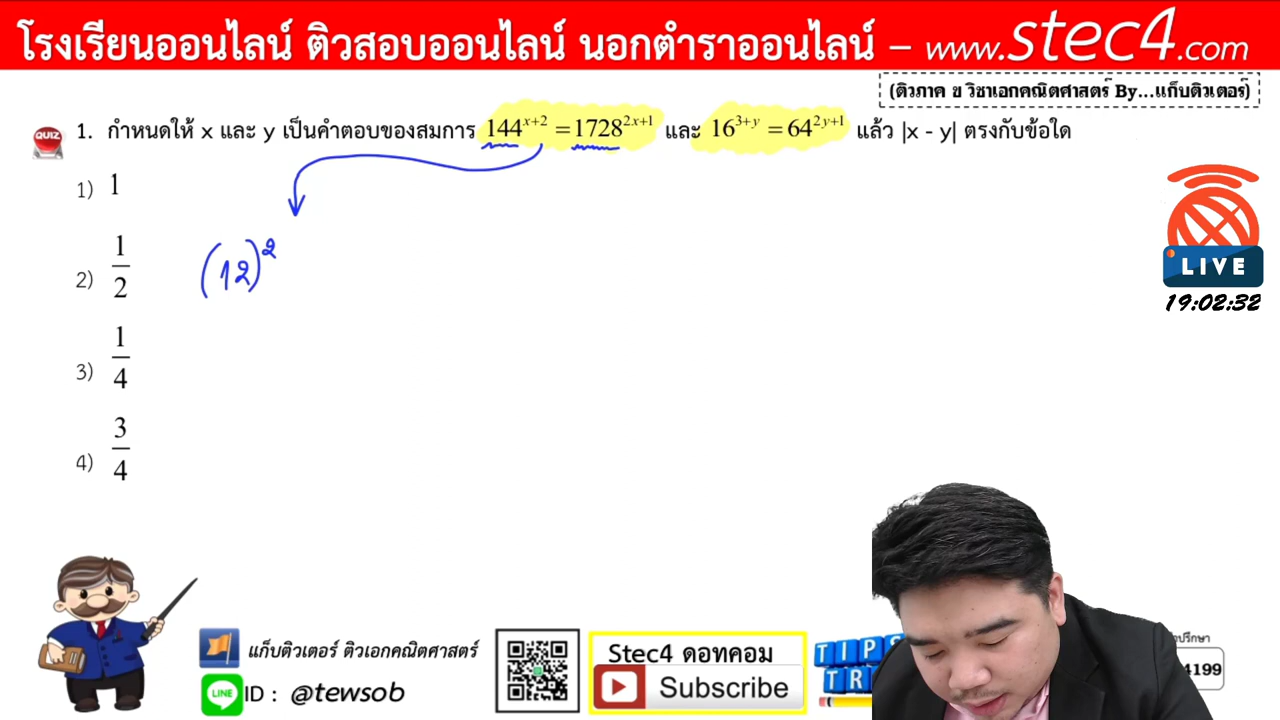 โรงเรียนออนไลน์ ติวสอบออนไลน์ นอกตำราออนไลน์ – www.stec4.com
(ติวภาค ข วิชาเอกคณิตศาสตร์ By...แก็บติวเตอร์)
QUIZ
1. กำหนดให้ x และ y เป็นคำตอบของสมการ 144^{x+2} = 1728^{2x+1} และ 16^{3+y} = 64^{2y+1} แล้ว |x - y| ตรงกับข้อใด
1) 1
2) 1/2
(12)^2
3) 1/4
4) 3/4
LIVE
19:02:32
แก็บติวเตอร์ ติวเอกคณิตศาสตร์
LINE ID : @tewsob
Stec4 ดอทคอม
Subscribe
TIPS
TR
ปรึกษา
4199